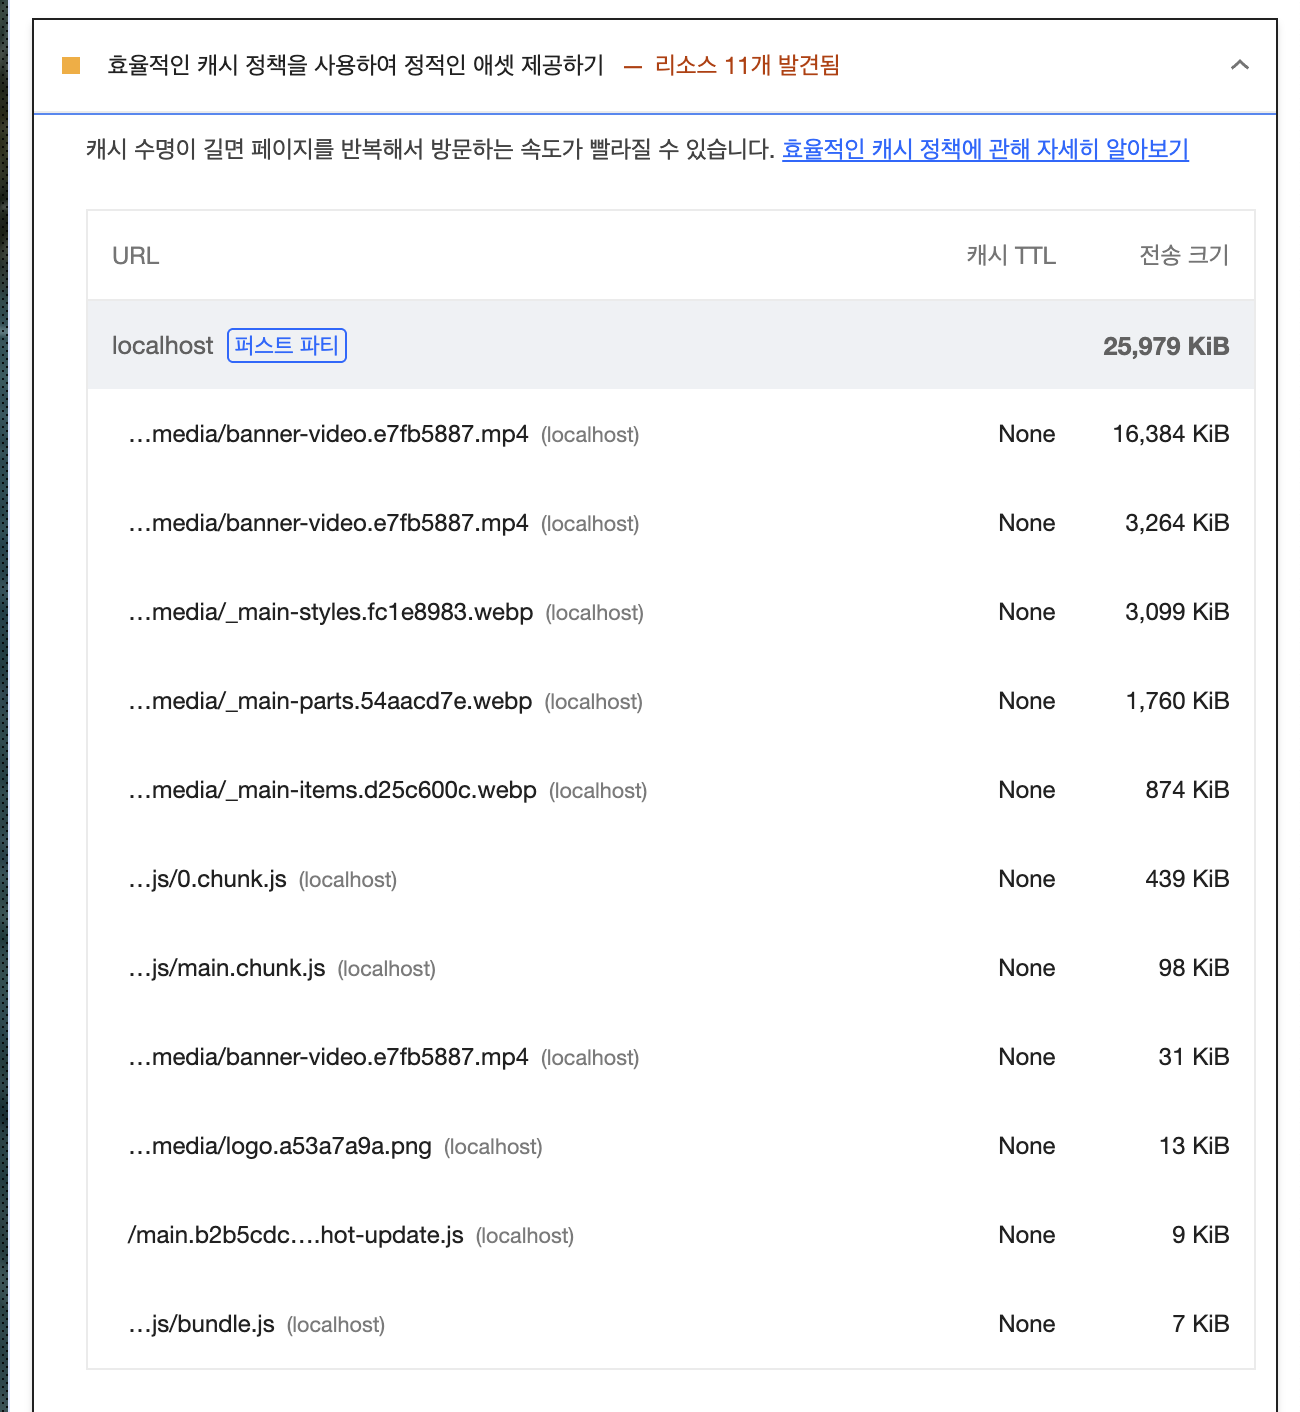 효율적인 캐시 정책을 사용하여 정적인 애셋 제공하기 — 리소스 11개 발견됨
캐시 수명이 길면 페이지를 반복해서 방문하는 속도가 빨라질 수 있습니다. 효율적인 캐시 정책에 관해 자세히 알아보기
URL 캐시 TTL 전송 크기
localhost 퍼스트 파티 25,979 KiB
…media/banner-video.e7fb5887.mp4 (localhost) None 16,384 KiB
…media/banner-video.e7fb5887.mp4 (localhost) None 3,264 KiB
…media/_main-styles.fc1e8983.webp (localhost) None 3,099 KiB
…media/_main-parts.54aacd7e.webp (localhost) None 1,760 KiB
…media/_main-items.d25c600c.webp (localhost) None 874 KiB
…js/0.chunk.js (localhost) None 439 KiB
…js/main.chunk.js (localhost) None 98 KiB
…media/banner-video.e7fb5887.mp4 (localhost) None 31 KiB
…media/logo.a53a7a9a.png (localhost) None 13 KiB
/main.b2b5cdc….hot-update.js (localhost) None 9 KiB
…js/bundle.js (localhost) None 7 KiB